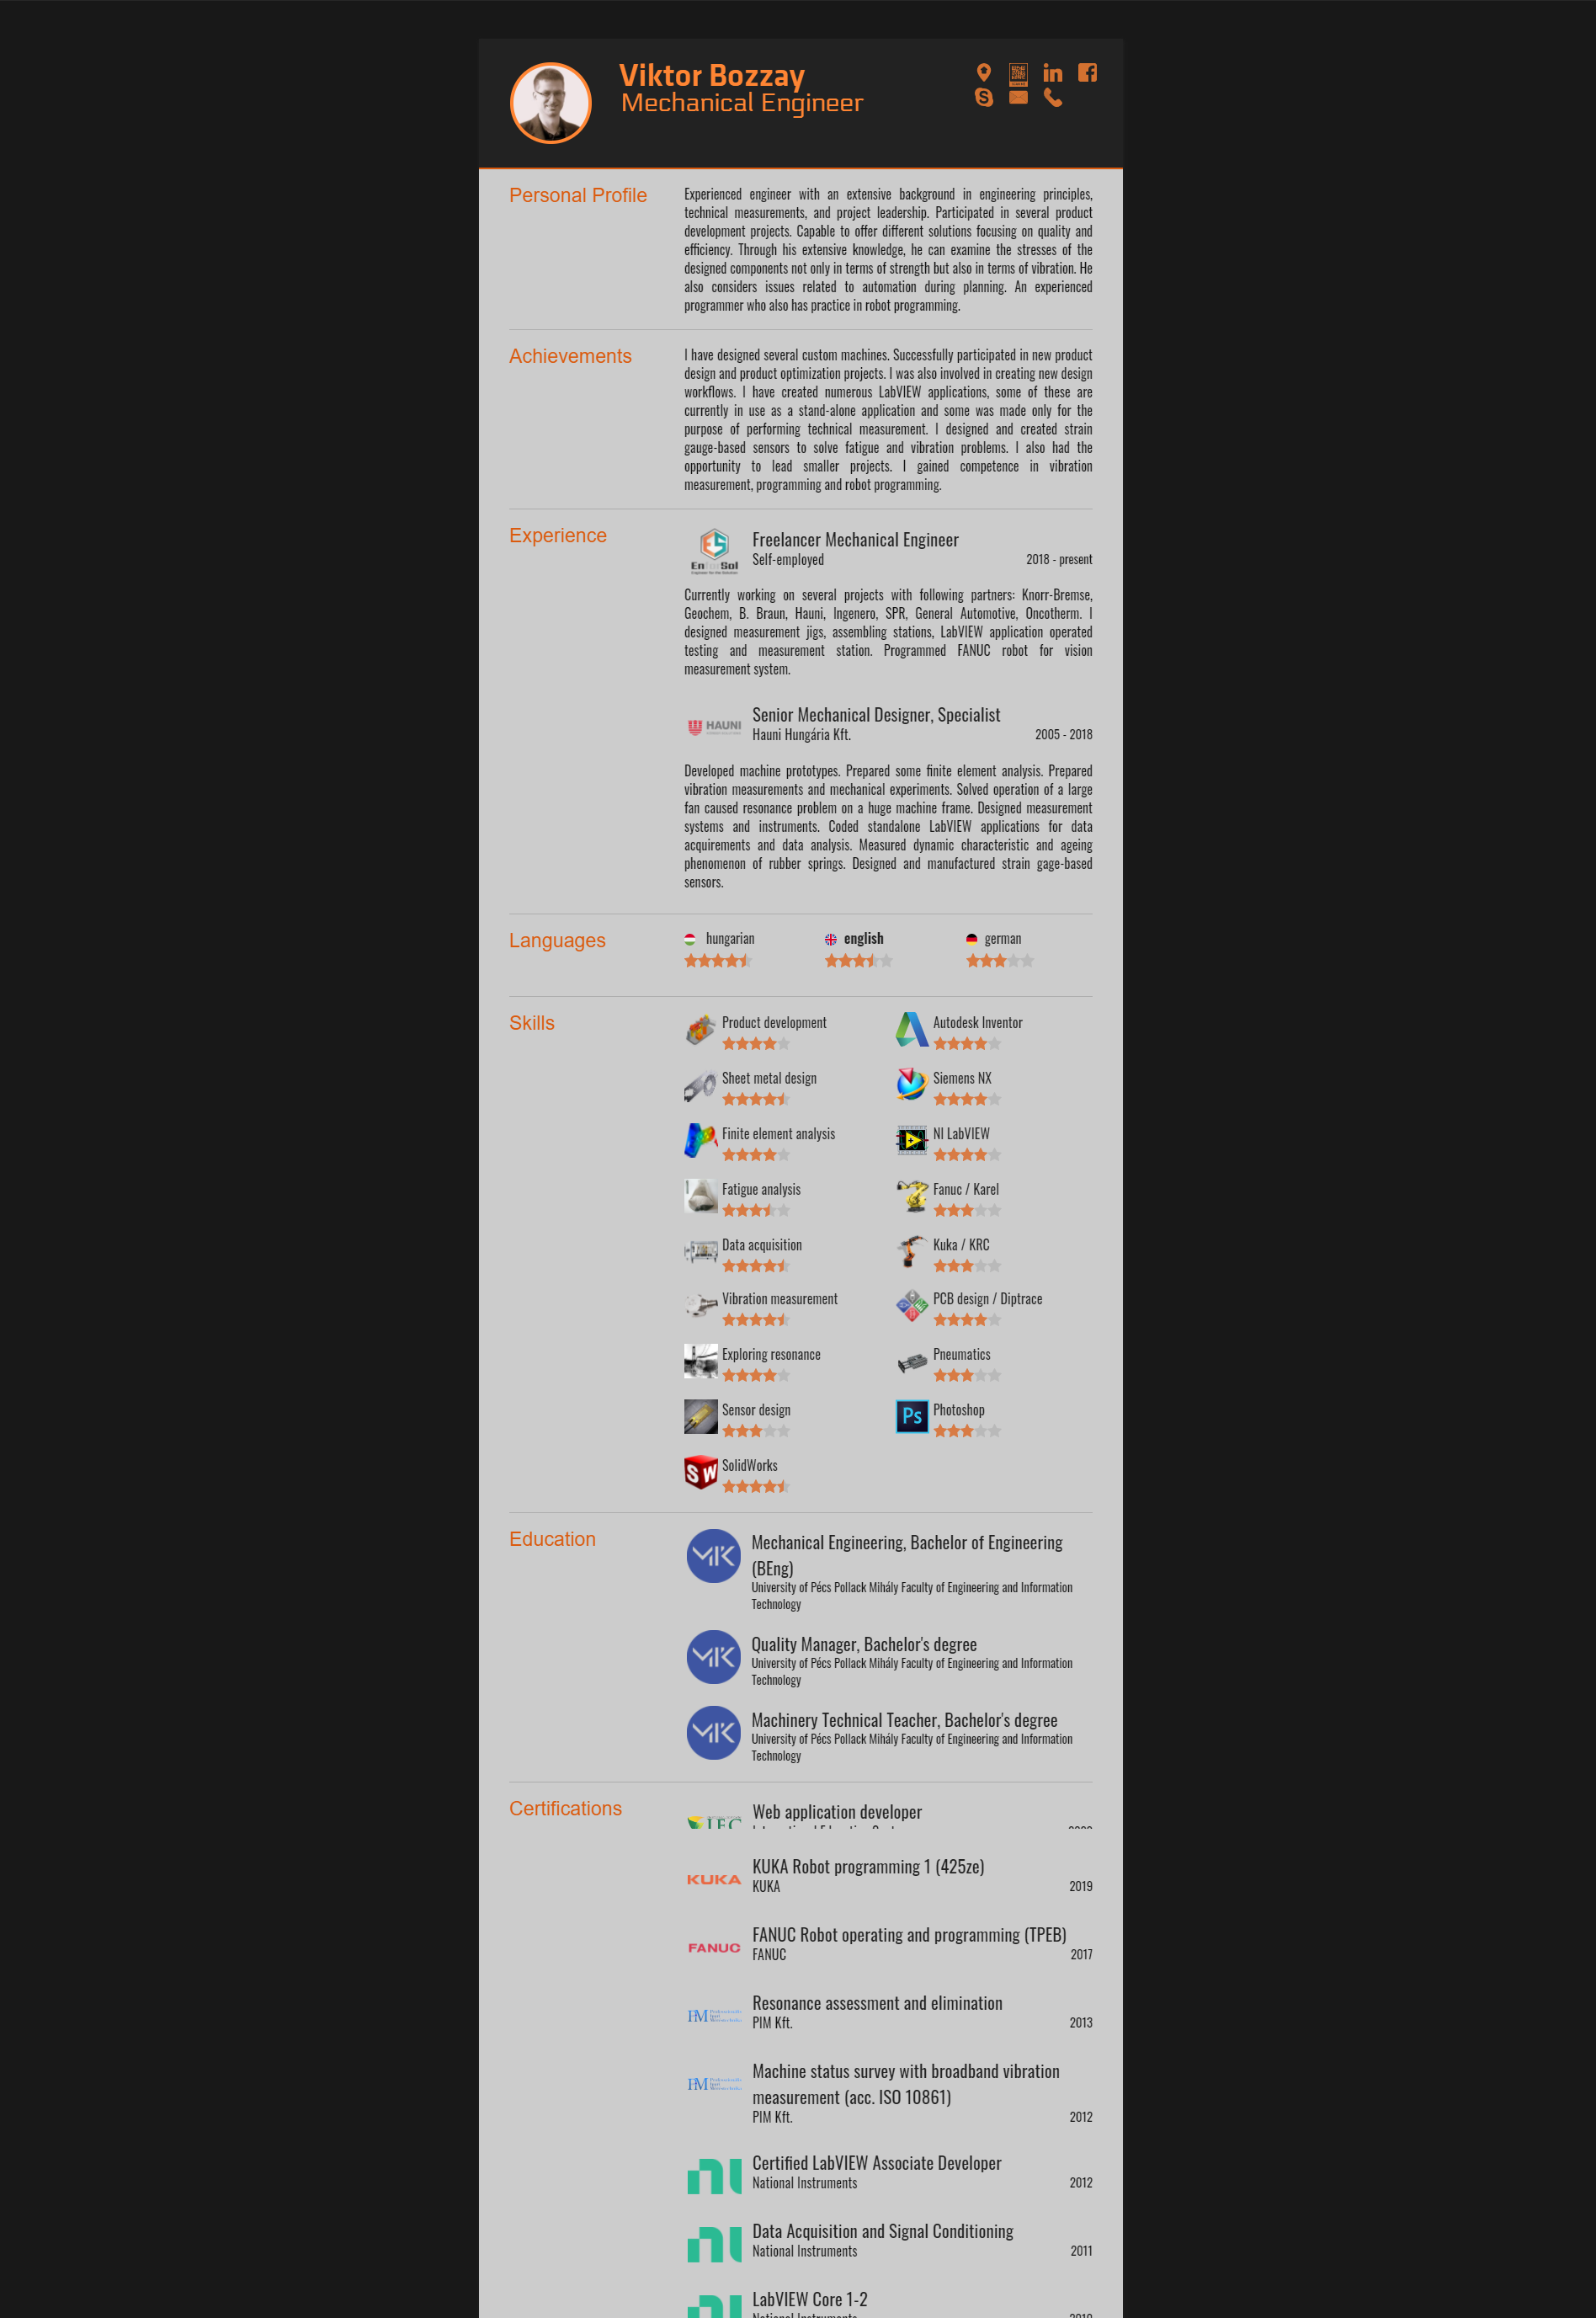 Viktor Bozzay
Mechanical Engineer
Personal Profile
Experienced engineer with an extensive background in engineering principles,
technical measurements, and project leadership. Participated in several product
development projects. Capable to offer different solutions focusing on quality and
efficiency. Through his extensive knowledge, he can examine the stresses of the
designed components not only in terms of strength but also in terms of vibration. He
also considers issues related to automation during planning. An experienced
programmer who also has practice in robot programming.
Achievements
I have designed several custom machines. Successfully participated in new product
design and product optimization projects. I was also involved in creating new design
workflows. I have created numerous LabVIEW applications, some of these are
currently in use as a stand-alone application and some was made only for the
purpose of performing technical measurement. I designed and created strain
gauge-based sensors to solve fatigue and vibration problems. I also had the
opportunity to lead smaller projects. I gained competence in vibration
measurement, programming and robot programming.
Experience
EnforSol
Freelancer Mechanical Engineer
Self-employed
2018 - present
Currently working on several projects with following partners: Knorr-Bremse,
Geochem, B. Braun, Hauni, Ingenero, SPR, General Automotive, Oncotherm. I
designed measurement jigs, assembling stations, LabVIEW application operated
testing and measurement station. Programmed FANUC robot for vision
measurement system.
HAUNI
Senior Mechanical Designer, Specialist
Hauni Hungária Kft.
2005 - 2018
Developed machine prototypes. Prepared some finite element analysis. Prepared
vibration measurements and mechanical experiments. Solved operation of a large
fan caused resonance problem on a huge machine frame. Designed measurement
systems and instruments. Coded standalone LabVIEW applications for data
acquirements and data analysis. Measured dynamic characteristic and ageing
phenomenon of rubber springs. Designed and manufactured strain gage-based
sensors.
Languages
hungarian
english
german
Skills
Product development
Autodesk Inventor
Sheet metal design
Siemens NX
Finite element analysis
NI LabVIEW
Fatigue analysis
Fanuc / Karel
Data acquisition
Kuka / KRC
Vibration measurement
PCB design / Diptrace
Exploring resonance
Pneumatics
Sensor design
Ps
Photoshop
SW
SolidWorks
Education
MIK
Mechanical Engineering, Bachelor of Engineering
(BEng)
University of Pécs Pollack Mihály Faculty of Engineering and Information
Technology
MIK
Quality Manager, Bachelor's degree
University of Pécs Pollack Mihály Faculty of Engineering and Information
Technology
MIK
Machinery Technical Teacher, Bachelor's degree
University of Pécs Pollack Mihály Faculty of Engineering and Information
Technology
Certifications
IEC
Web application developer
KUKA
KUKA Robot programming 1 (425ze)
KUKA
2019
FANUC
FANUC Robot operating and programming (TPEB)
FANUC
2017
PIM
Resonance assessment and elimination
PIM Kft.
2013
PIM
Machine status survey with broadband vibration
measurement (acc. ISO 10861)
PIM Kft.
2012
Certified LabVIEW Associate Developer
National Instruments
2012
Data Acquisition and Signal Conditioning
National Instruments
2011
LabVIEW Core 1-2